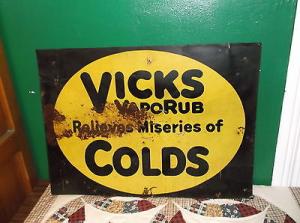 VICKS
VAPORUB
Relieves Miseries of
COLDS